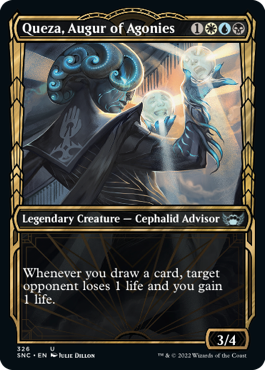 Queza, Augur of Agonies 1
Legendary Creature — Cephalid Advisor
Whenever you draw a card, target
opponent loses 1 life and you gain
1 life.
3/4
326 U
SNC • EN Julie Dillon ™ & © 2022 Wizards of the Coast